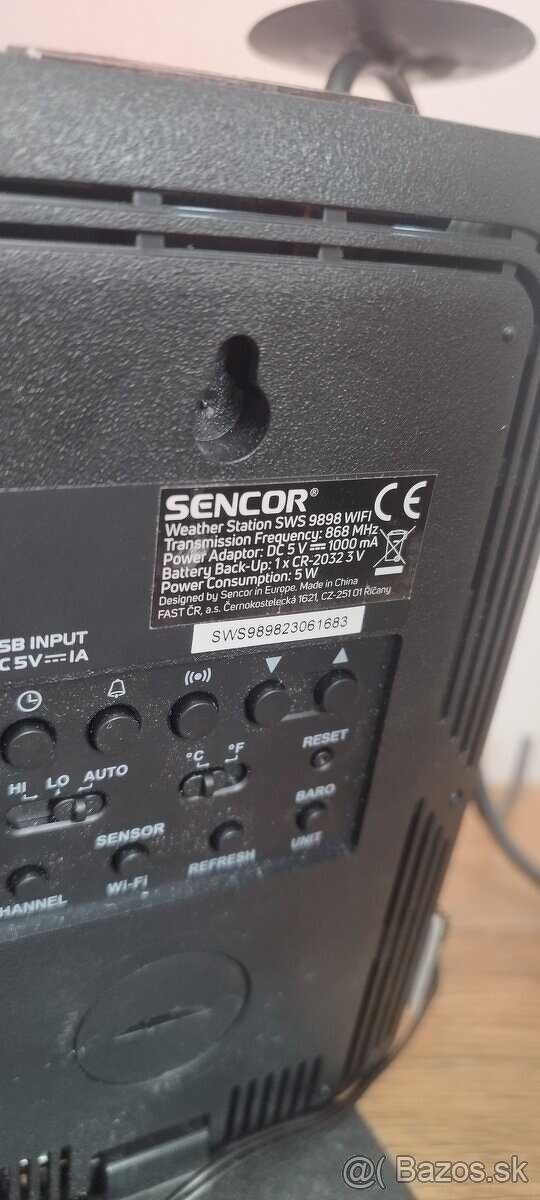 SENCOR®
Weather Station SWS 9898 WIFI
Transmission Frequency: 868 MHz
Power Adaptor: DC 5 V ⎓ 1000 mA
Battery Back-Up: 1 x CR-2032 3 V
Power Consumption: 5 W
Designed by Sencor in Europe. Made in China
FAST ČR, a.s. Černokostelecká 1621, CZ-251 01 Říčany
CE
SWS989823061683
SB INPUT
C 5V⎓1A
RESET
°C °F
HI LO AUTO
BARO
UNIT
SENSOR
Wi-Fi
REFRESH
HANNEL
@ Bazos.sk